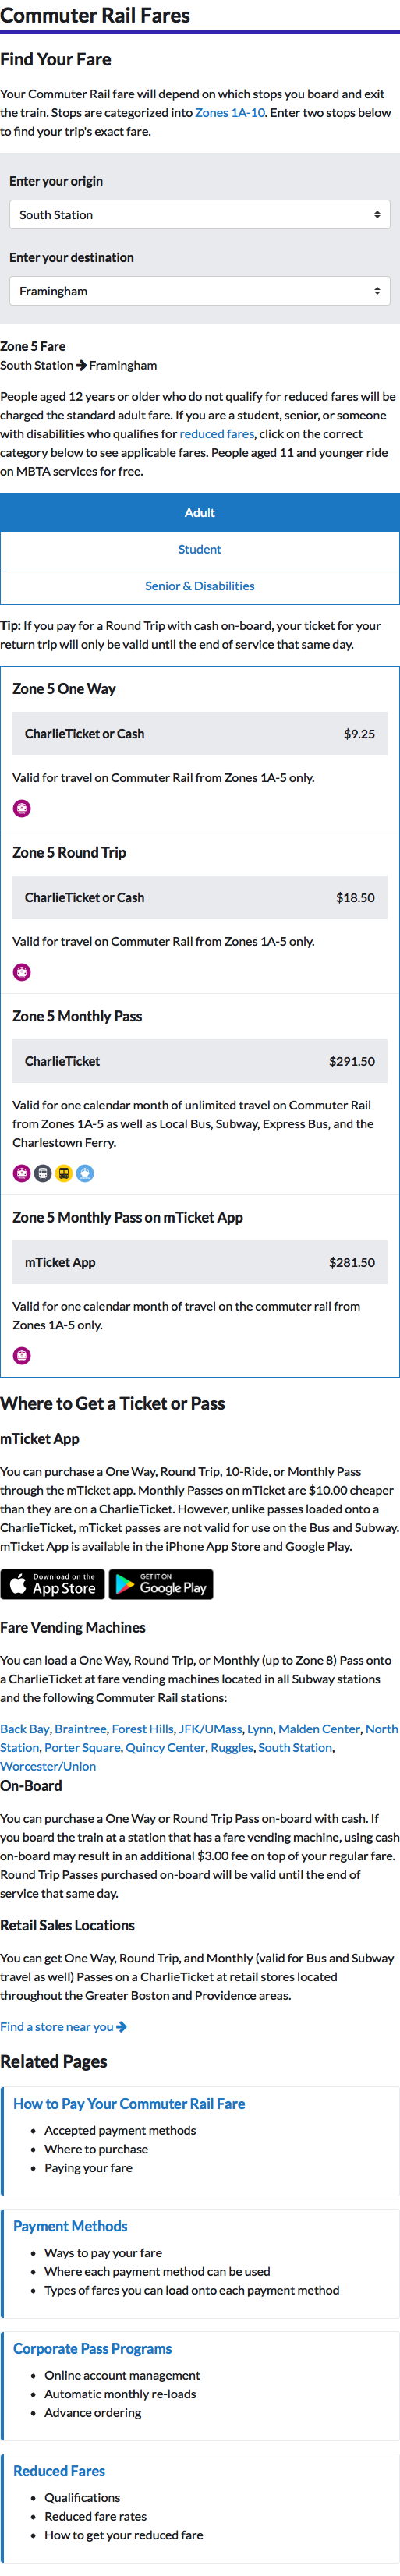 Commuter Rail Fares
Find Your Fare
Your Commuter Rail fare will depend on which stops you board and exit
the train. Stops are categorized into Zones 1A-10. Enter two stops below
to find your trip's exact fare.
Enter your origin
South Station
Enter your destination
Framingham
Zone 5 Fare
South Station → Framingham
People aged 12 years or older who do not qualify for reduced fares will be
charged the standard adult fare. If you are a student, senior, or someone
with disabilities who qualifies for reduced fares, click on the correct
category below to see applicable fares. People aged 11 and younger ride
on MBTA services for free.
Adult
Student
Senior & Disabilities
Tip: If you pay for a Round Trip with cash on-board, your ticket for your
return trip will only be valid until the end of service that same day.
Zone 5 One Way
CharlieTicket or Cash $9.25
Valid for travel on Commuter Rail from Zones 1A-5 only.
Zone 5 Round Trip
CharlieTicket or Cash $18.50
Valid for travel on Commuter Rail from Zones 1A-5 only.
Zone 5 Monthly Pass
CharlieTicket $291.50
Valid for one calendar month of unlimited travel on Commuter Rail
from Zones 1A-5 as well as Local Bus, Subway, Express Bus, and the
Charlestown Ferry.
Zone 5 Monthly Pass on mTicket App
mTicket App $281.50
Valid for one calendar month of travel on the commuter rail from
Zones 1A-5 only.
Where to Get a Ticket or Pass
mTicket App
You can purchase a One Way, Round Trip, 10-Ride, or Monthly Pass
through the mTicket app. Monthly Passes on mTicket are $10.00 cheaper
than they are on a CharlieTicket. However, unlike passes loaded onto a
CharlieTicket, mTicket passes are not valid for use on the Bus and Subway.
mTicket App is available in the iPhone App Store and Google Play.
Download on the App Store GET IT ON Google Play
Fare Vending Machines
You can load a One Way, Round Trip, or Monthly (up to Zone 8) Pass onto
a CharlieTicket at fare vending machines located in all Subway stations
and the following Commuter Rail stations:
Back Bay, Braintree, Forest Hills, JFK/UMass, Lynn, Malden Center, North
Station, Porter Square, Quincy Center, Ruggles, South Station,
Worcester/Union
On-Board
You can purchase a One Way or Round Trip Pass on-board with cash. If
you board the train at a station that has a fare vending machine, using cash
on-board may result in an additional $3.00 fee on top of your regular fare.
Round Trip Passes purchased on-board will be valid until the end of
service that same day.
Retail Sales Locations
You can get One Way, Round Trip, and Monthly (valid for Bus and Subway
travel as well) Passes on a CharlieTicket at retail stores located
throughout the Greater Boston and Providence areas.
Find a store near you →
Related Pages
How to Pay Your Commuter Rail Fare
• Accepted payment methods
• Where to purchase
• Paying your fare
Payment Methods
• Ways to pay your fare
• Where each payment method can be used
• Types of fares you can load onto each payment method
Corporate Pass Programs
• Online account management
• Automatic monthly re-loads
• Advance ordering
Reduced Fares
• Qualifications
• Reduced fare rates
• How to get your reduced fare